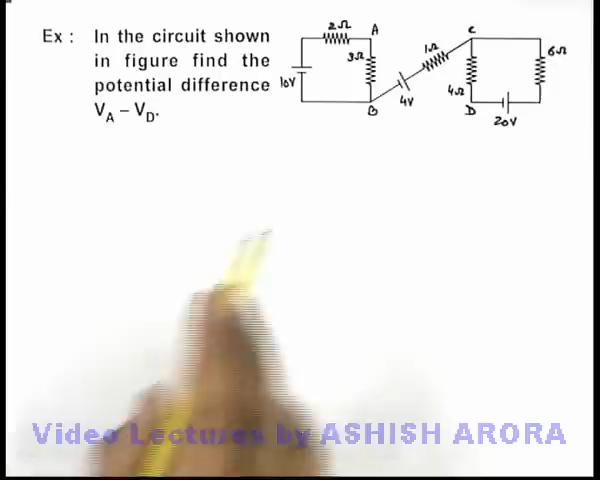 Ex : In the circuit shown
in figure find the
potential difference
V_A – V_D.
2Ω
A
3Ω
10V
B
4V
1Ω
C
4Ω
D
20V
6Ω
Video Lectures by ASHISH ARORA